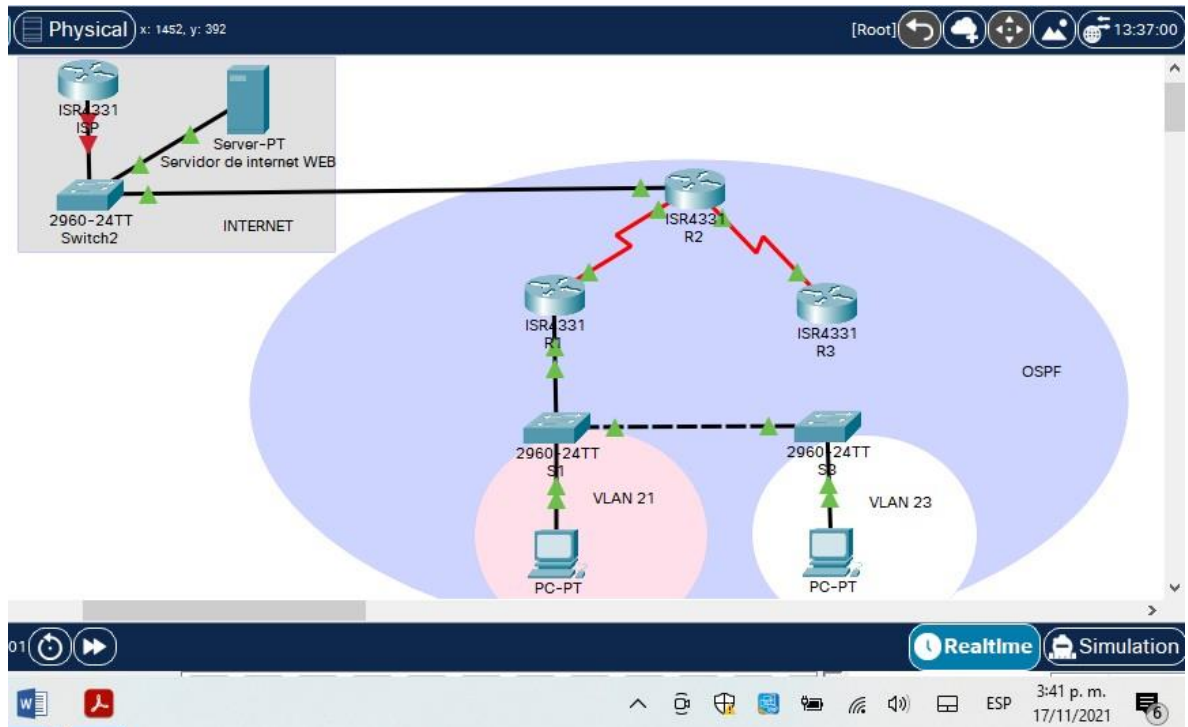 Physical x: 1452, y: 392 [Root] 13:37:00
ISR4331
ISP
Server-PT
Servidor de internet WEB
2960-24TT
Switch2
INTERNET
ISR4331
R2
ISR4331
R1
ISR4331
R3
OSPF
2960-24TT
S1
2960-24TT
S3
VLAN 21
VLAN 23
PC-PT
PC-PT
01
Realtime
Simulation
ESP
3:41 p. m.
17/11/2021
6